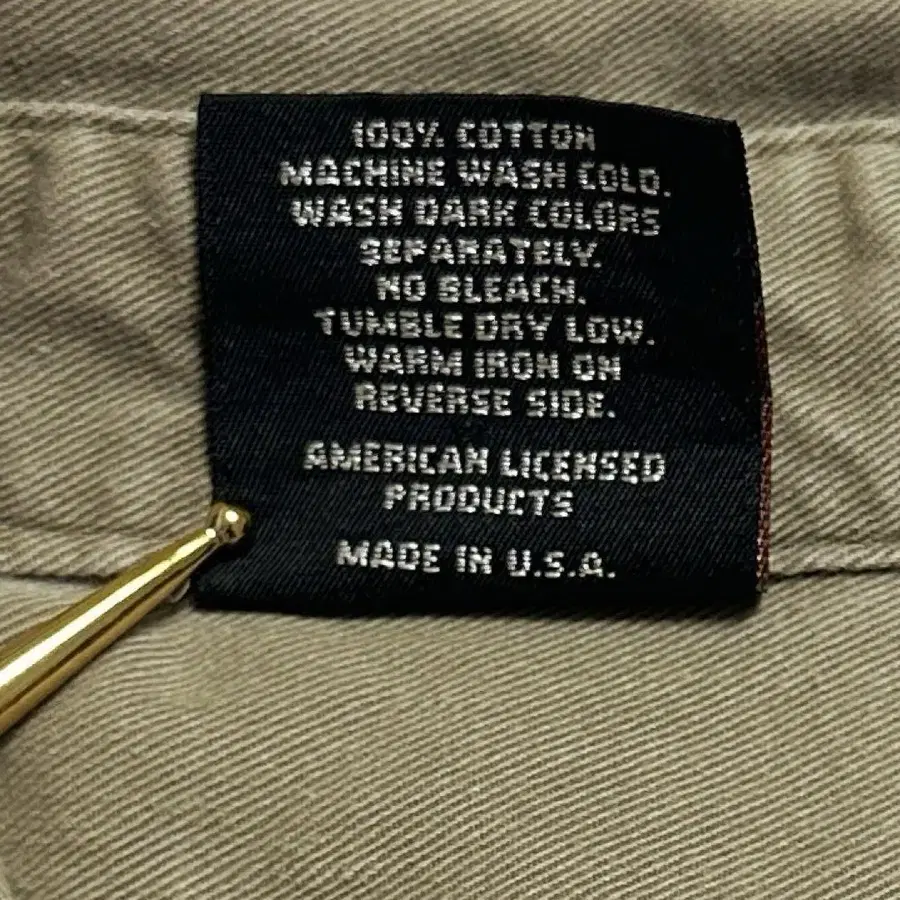 100% COTTON
MACHINE WASH COLD.
WASH DARK COLORS
SEPARATELY.
NO BLEACH.
TUMBLE DRY LOW.
WARM IRON ON
REVERSE SIDE.
AMERICAN LICENSED
PRODUCTS
MADE IN U.S.A.